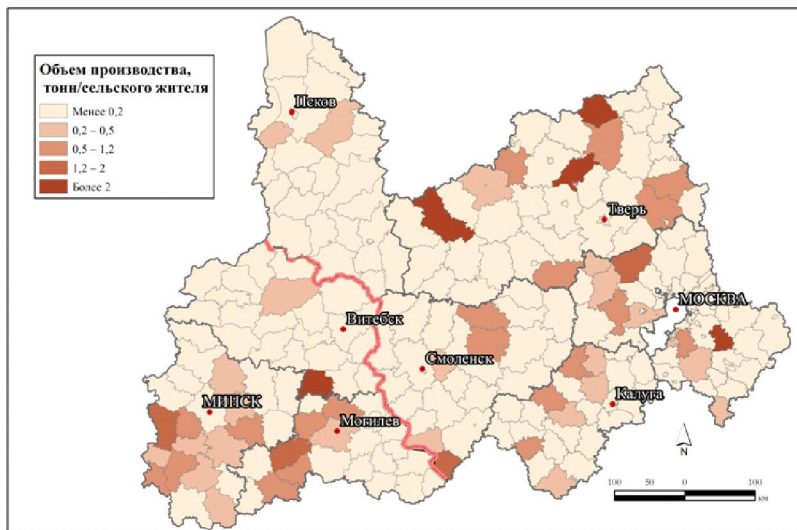 Объем производства,
тонн/сельского жителя
Менее 0,2
0,2 – 0,5
0,5 – 1,2
1,2 – 2
Более 2
Псков
Тверь
МОСКВА
Витебск
Смоленск
МИНСК
Могилев
Калуга
N
100 50 0 100
км